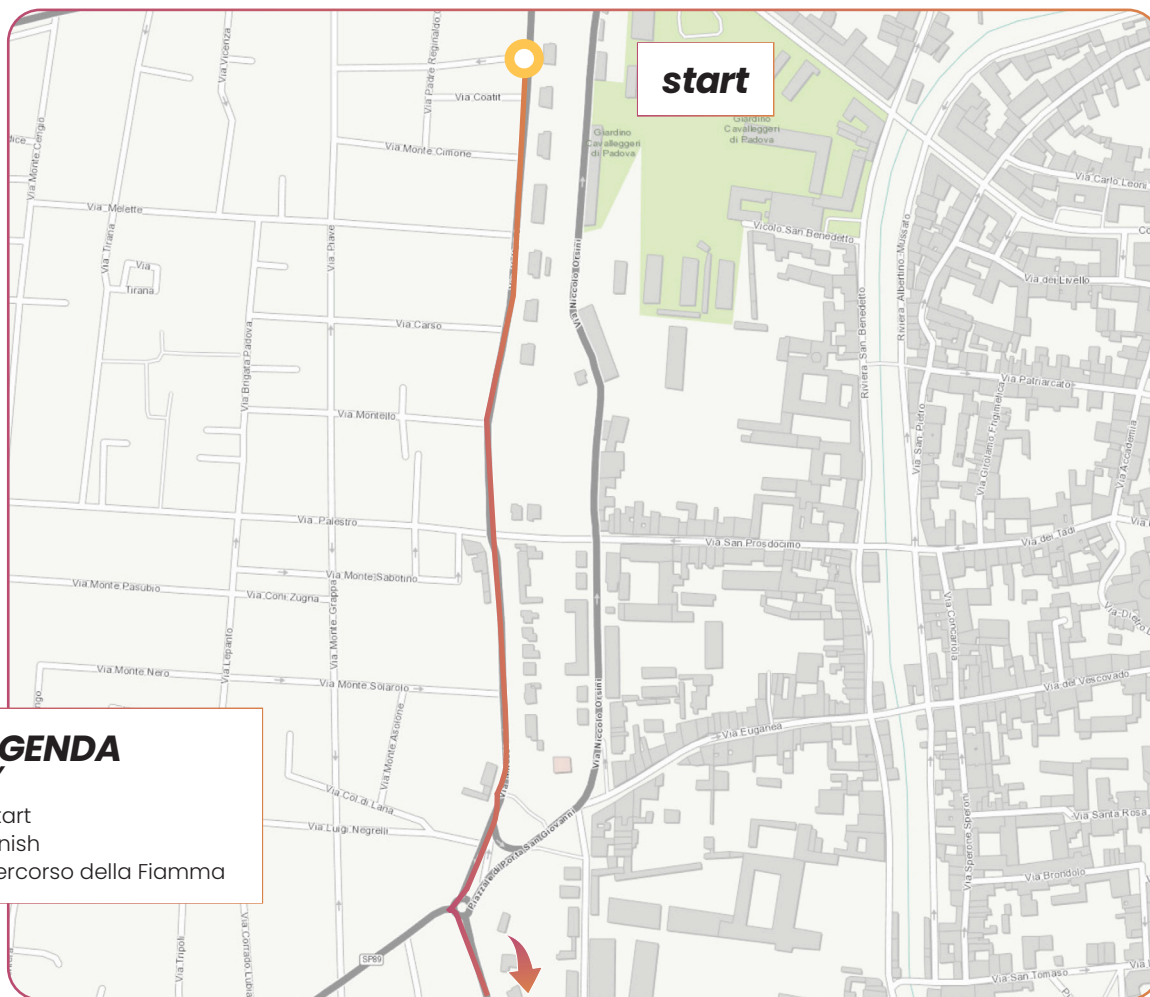 start
Giardino
Cavalleggeri
di Padova
Giardino
Cavalleggeri
di Padova
Via Vicenza
Via Padre Reginaldo
Via Coatit
Via Monte Cimone
Via Monte Cengio
Via Melette
Via Tirana
Via
Tirana
Via Piave
Via Carso
Via Brigata Padova
Via Montello
Via Niccolò Orsini
Vicolo San Benedetto
Riviera San Benedetto
Riviera Albertino Mussato
Via Carlo Leoni
Via dei Livello
Via Patriarcato
Via San Pietro
Via Girolamo Frigimelica
Via Accademia
Via Palestro
Via San Prosdocimo
Via dei Tadi
Via Monte Sabotino
Via Monte Pasubio
Via Coni Zugna
Via Monte Grappa
Via Lepanto
Via Conciariola
Via Dietro
Via Monte Nero
Via Monte Solarolo
Via Monte Asolone
Via Niccolò Orsini
Via Euganea
Via del Vescovado
Via Col di Lana
Via Luigi Negrelli
Piazzale di Porta San Giovanni
Via Sperone Speroni
Via Santa Rosa
Via Brondolo
Via San Tomaso
Via Tripoli
Via Corrado Lubia
SP89
GENDA
tart
nish
ercorso della Fiamma